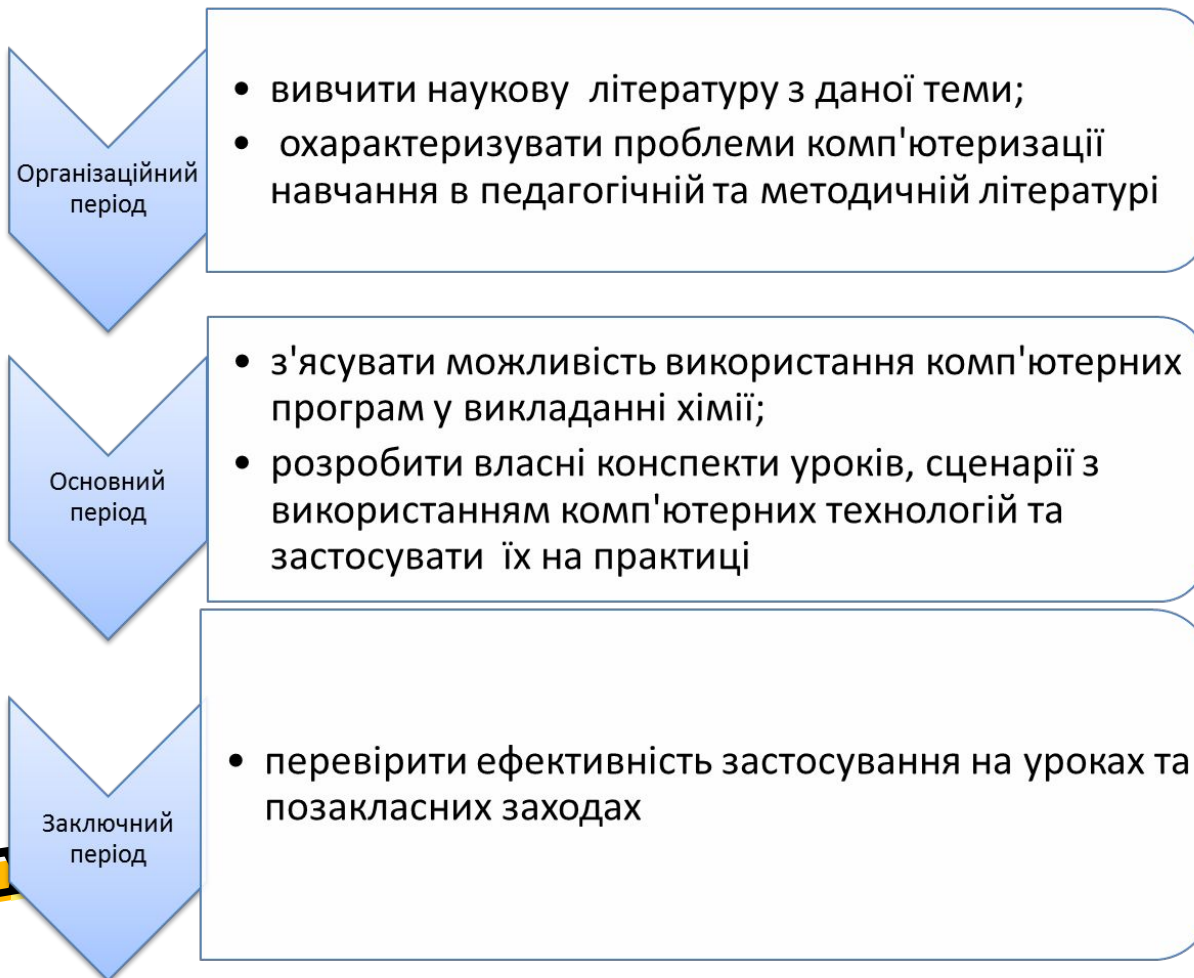 Організаційний
період
• вивчити наукову літературу з даної теми;
• охарактеризувати проблеми комп'ютеризації
навчання в педагогічній та методичній літературі
Основний
період
• з'ясувати можливість використання комп'ютерних
програм у викладанні хімії;
• розробити власні конспекти уроків, сценарії з
використанням комп'ютерних технологій та
застосувати їх на практиці
Заключний
період
• перевірити ефективність застосування на уроках та
позакласних заходах